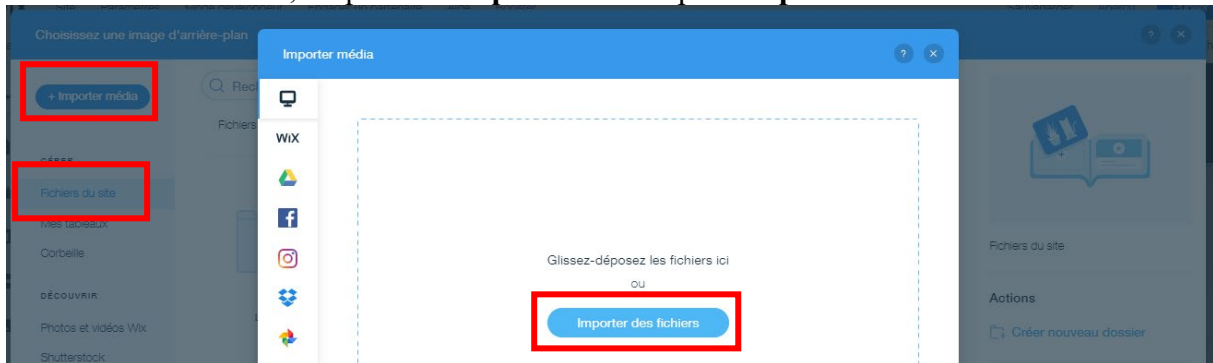 Choisissez une image d'arrière-plan
Importer média
+ Importer média
Rech
Fichiers
WiX
Fichiers du site
Mes tableaux
Corbeille
DÉCOUVRIR
Photos et vidéos Wix
Shutterstock
Glissez-déposez les fichiers ici
ou
Importer des fichiers
Fichiers du site
Actions
Créer nouveau dossier